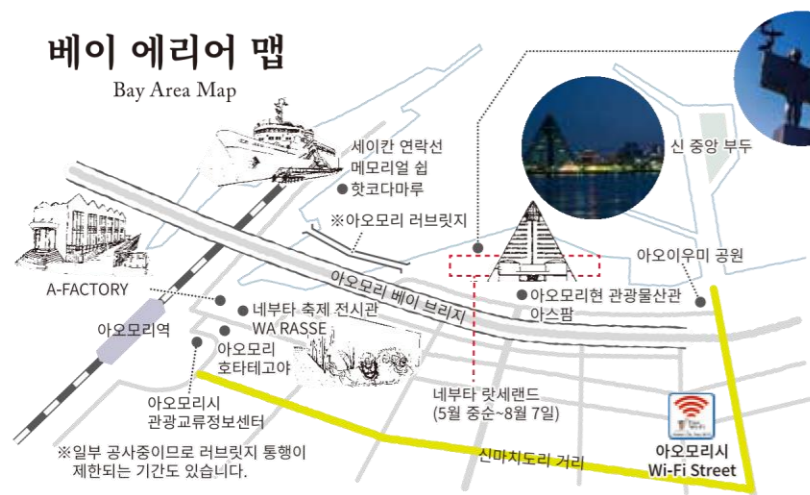 베이 에리어 맵
Bay Area Map
세이칸 연락선
메모리얼 쉽
핫코다마루
신 중앙 부두
※아오모리 러브릿지
아오이우미 공원
A-FACTORY
아오모리 베이 브리지
아오모리현 관광물산관
아스팜
네부타 축제 전시관
WA RASSE
아오모리역
아오모리
호타테고야
아오모리시
관광교류정보센터
네부타 랏세랜드
(5월 중순~8월 7일)
아오모리시
Wi-Fi Street
신마치도리 거리
※일부 공사중이므로 러브릿지 통행이
제한되는 기간도 있습니다.